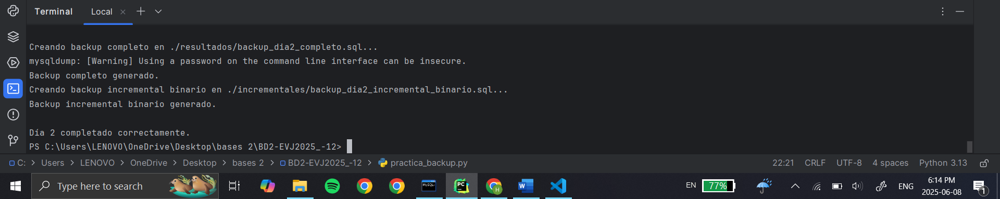 Terminal Local
Creando backup completo en ./resultados/backup_dia2_completo.sql...
mysqldump: [Warning] Using a password on the command line interface can be insecure.
Backup completo generado.
Creando backup incremental binario en ./incrementales/backup_dia2_incremental_binario.sql...
Backup incremental binario generado.
Día 2 completado correctamente.
PS C:\Users\LENOVO\OneDrive\Desktop\bases 2\BD2-EVJ2025_-12>
C: > Users > LENOVO > OneDrive > Desktop > bases 2 > BD2-EVJ2025_-12 > practica_backup.py 22:21 CRLF UTF-8 4 spaces Python 3.13
Type here to search MySQL PC H W EN 77% ENG 6:14 PM
2025-06-08 1